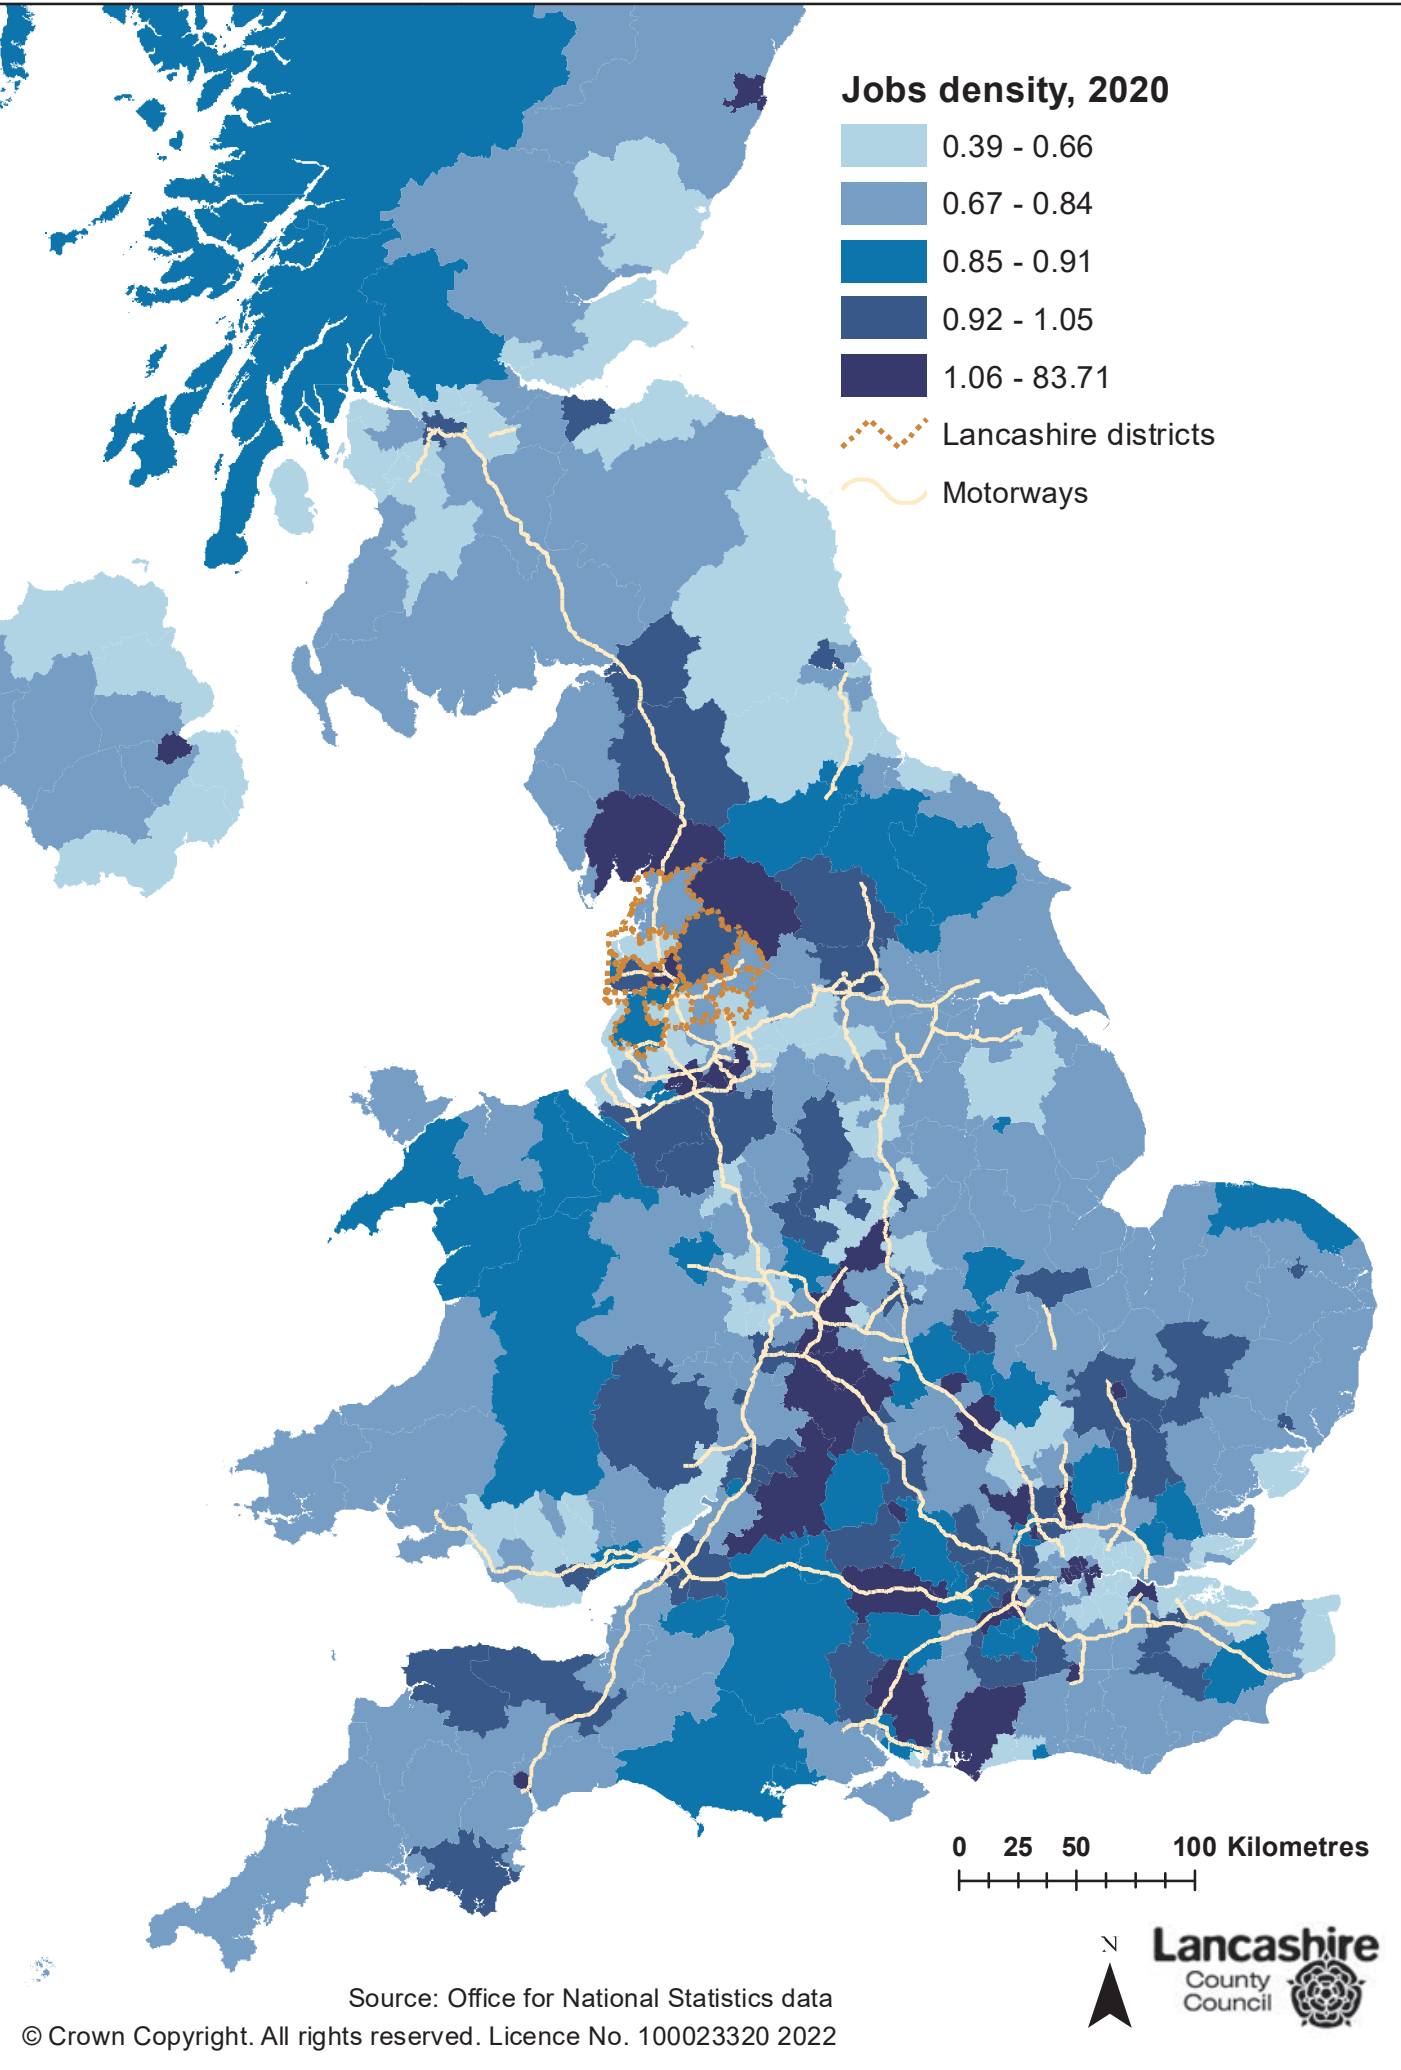 Jobs density, 2020
0.39 - 0.66
0.67 - 0.84
0.85 - 0.91
0.92 - 1.05
1.06 - 83.71
Lancashire districts
Motorways
0 25 50 100 Kilometres
N
Lancashire
County
Council
Source: Office for National Statistics data
© Crown Copyright. All rights reserved. Licence No. 100023320 2022